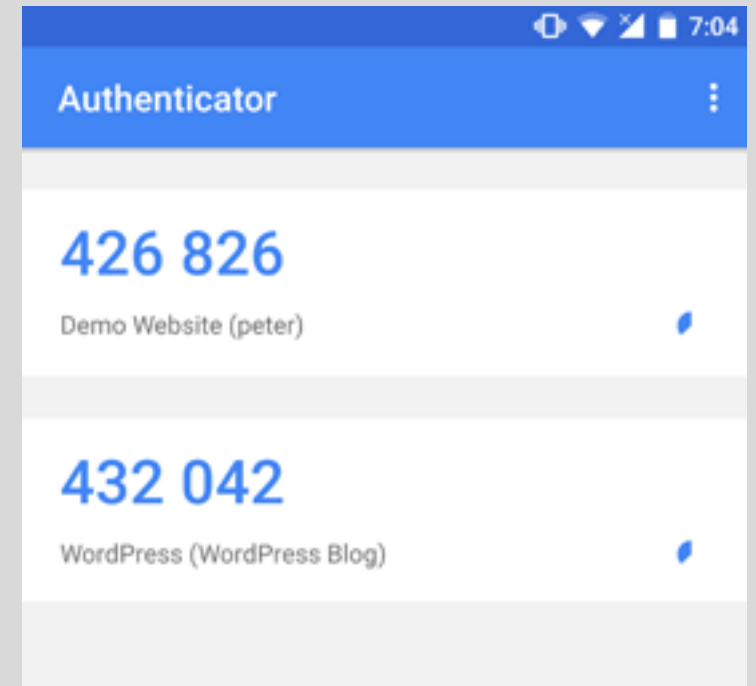 7:04
Authenticator
426 826
Demo Website (peter)
432 042
WordPress (WordPress Blog)